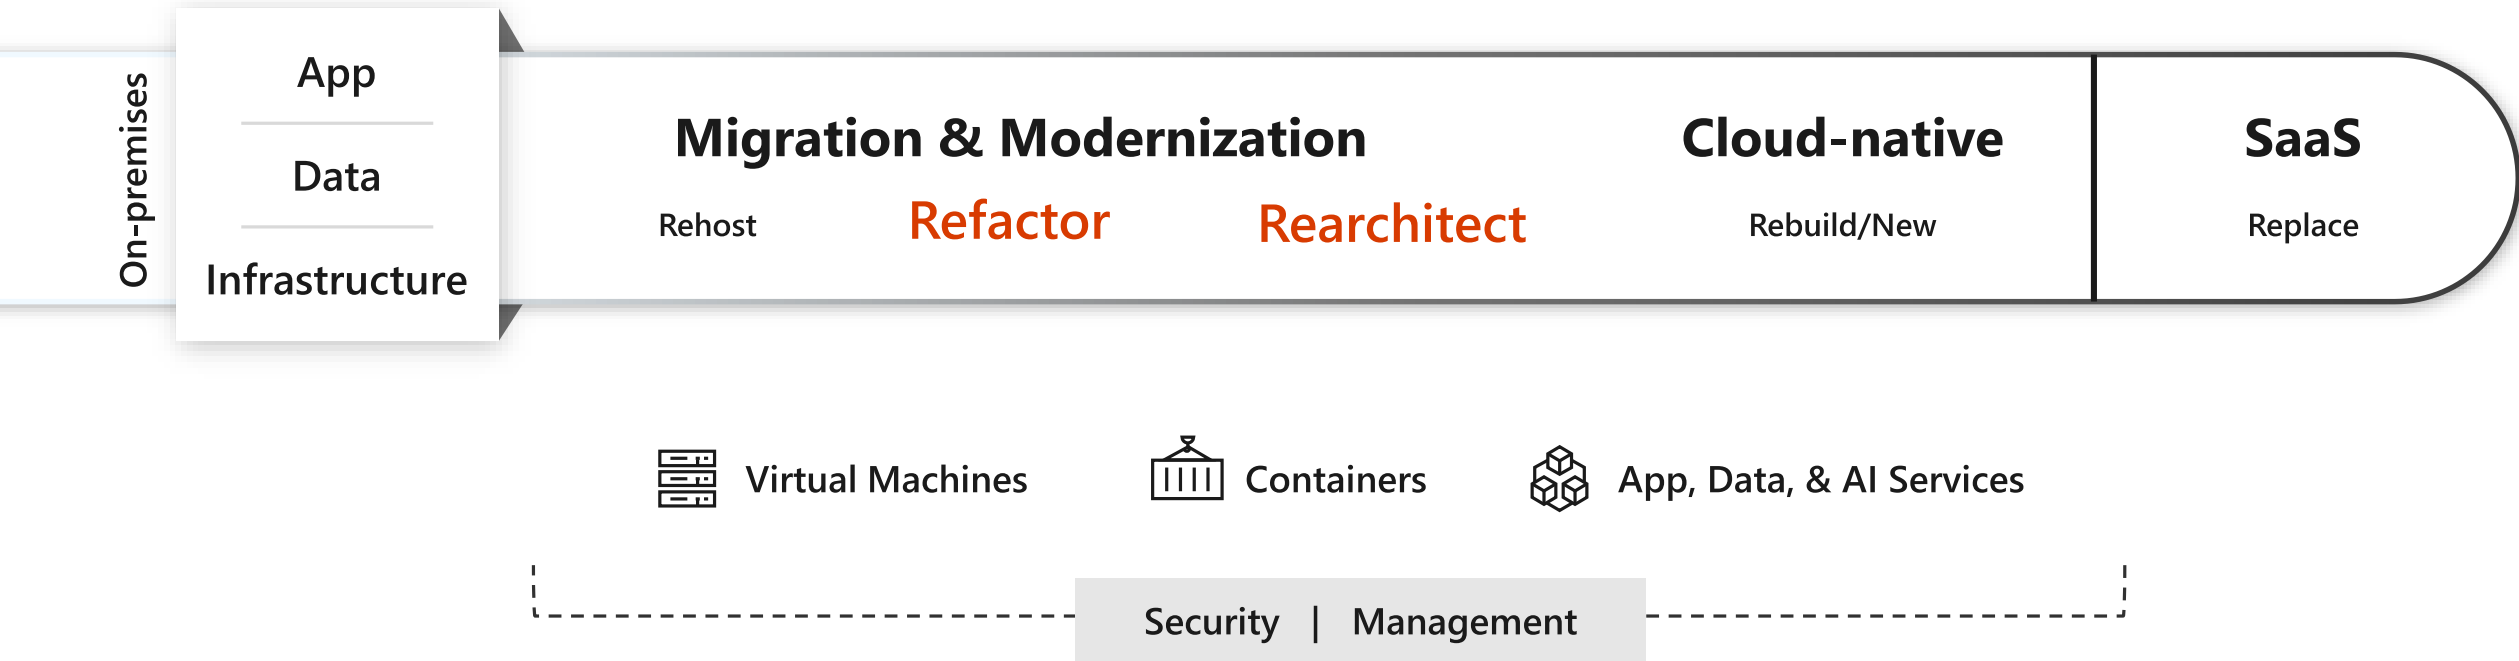 On-premises
App
Data
Infrastructure
Migration & Modernization
Cloud-native
SaaS
Rehost
Refactor
Rearchitect
Rebuild/New
Replace
Virtual Machines
Containers
App, Data, & AI Services
Security | Management